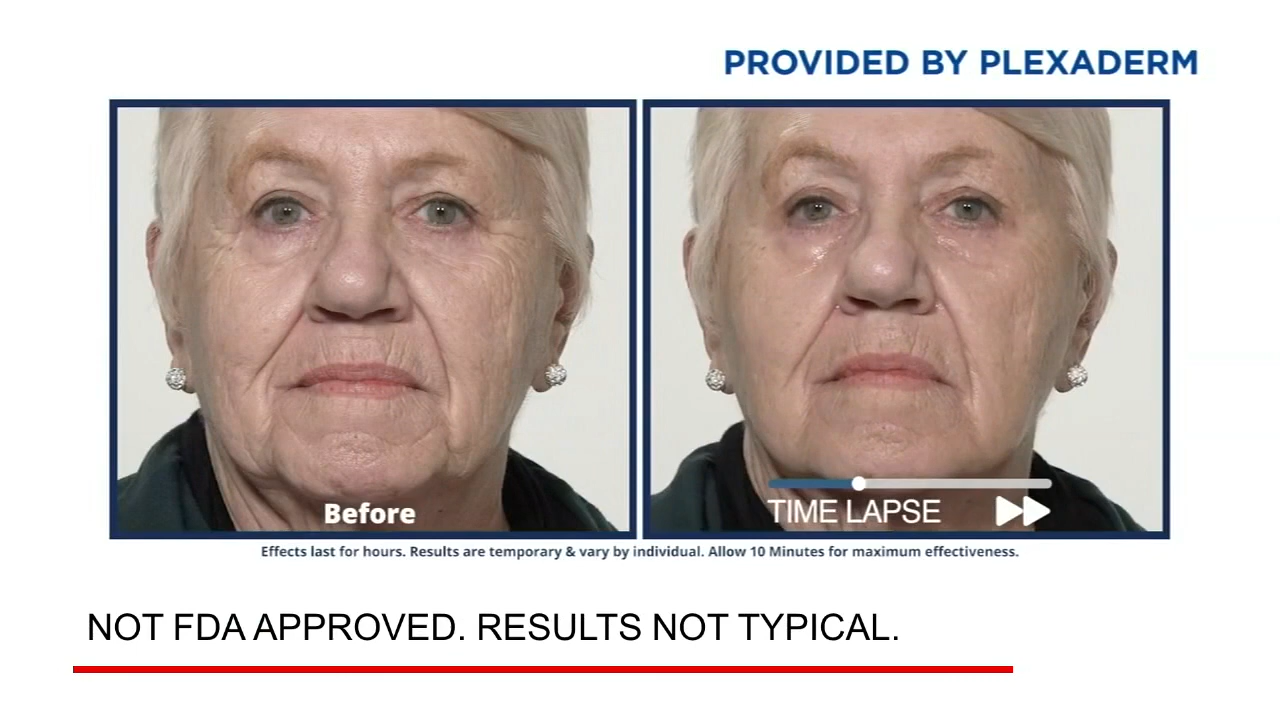 PROVIDED BY PLEXADERM
Before
TIME LAPSE
Effects last for hours. Results are temporary & vary by individual. Allow 10 Minutes for maximum effectiveness.
NOT FDA APPROVED. RESULTS NOT TYPICAL.